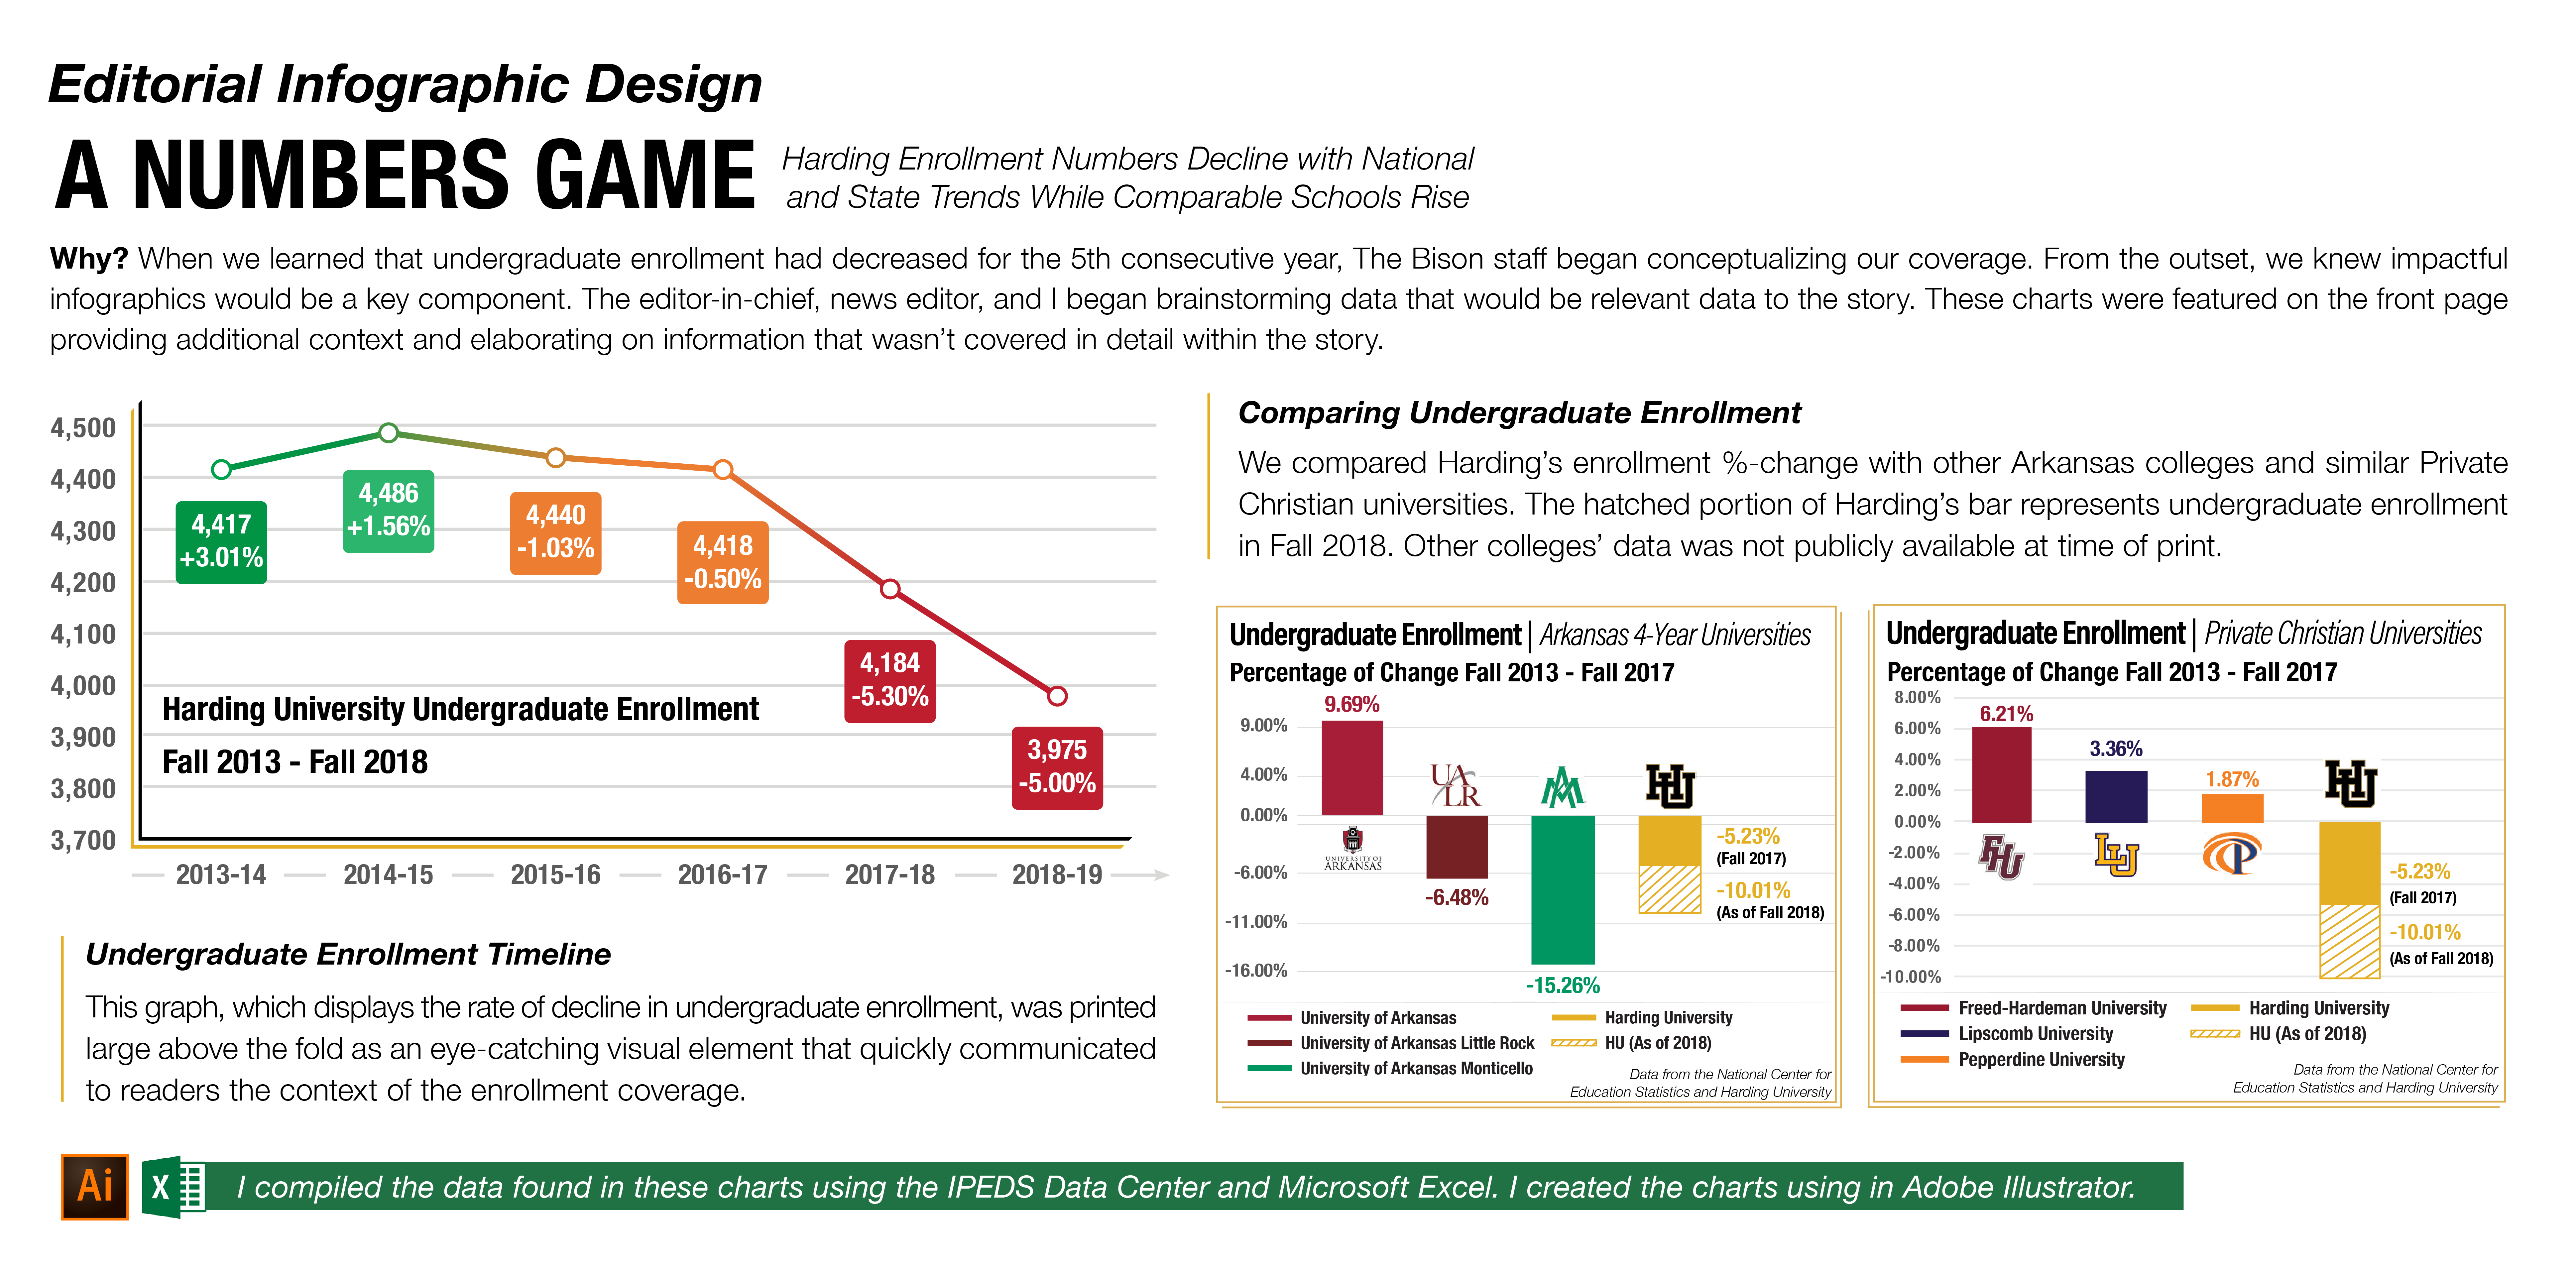 Editorial Infographic Design
A NUMBERS GAME
Harding Enrollment Numbers Decline with National
and State Trends While Comparable Schools Rise
Why? When we learned that undergraduate enrollment had decreased for the 5th consecutive year, The Bison staff began conceptualizing our coverage. From the outset, we knew impactful
infographics would be a key component. The editor-in-chief, news editor, and I began brainstorming data that would be relevant data to the story. These charts were featured on the front page
providing additional context and elaborating on information that wasn't covered in detail within the story.
4,500
4,400
4,300
4,200
4,100
4,000
3,900
3,800
3,700
4,417
+3.01%
4,486
+1.56%
4,440
-1.03%
4,418
-0.50%
4,184
-5.30%
3,975
-5.00%
Harding University Undergraduate Enrollment
Fall 2013 - Fall 2018
2013-14
2014-15
2015-16
2016-17
2017-18
2018-19
Undergraduate Enrollment Timeline
This graph, which displays the rate of decline in undergraduate enrollment, was printed
large above the fold as an eye-catching visual element that quickly communicated
to readers the context of the enrollment coverage.
Comparing Undergraduate Enrollment
We compared Harding's enrollment %-change with other Arkansas colleges and similar Private
Christian universities. The hatched portion of Harding's bar represents undergraduate enrollment
in Fall 2018. Other colleges' data was not publicly available at time of print.
Undergraduate Enrollment | Arkansas 4-Year Universities
Percentage of Change Fall 2013 - Fall 2017
9.00%
4.00%
0.00%
-6.00%
-11.00%
-16.00%
9.69%
UNIVERSITY OF
ARKANSAS
UA
LR
-6.48%
-15.26%
HU
-5.23%
(Fall 2017)
-10.01%
(As of Fall 2018)
University of Arkansas
University of Arkansas Little Rock
University of Arkansas Monticello
Harding University
HU (As of 2018)
Data from the National Center for
Education Statistics and Harding University
Undergraduate Enrollment | Private Christian Universities
Percentage of Change Fall 2013 - Fall 2017
8.00%
6.00%
4.00%
2.00%
0.00%
-2.00%
-4.00%
-6.00%
-8.00%
-10.00%
6.21%
FHU
3.36%
LU
1.87%
P
HU
-5.23%
(Fall 2017)
-10.01%
(As of Fall 2018)
Freed-Hardeman University
Lipscomb University
Pepperdine University
Harding University
HU (As of 2018)
Data from the National Center for
Education Statistics and Harding University
Ai
X
I compiled the data found in these charts using the IPEDS Data Center and Microsoft Excel. I created the charts using in Adobe Illustrator.